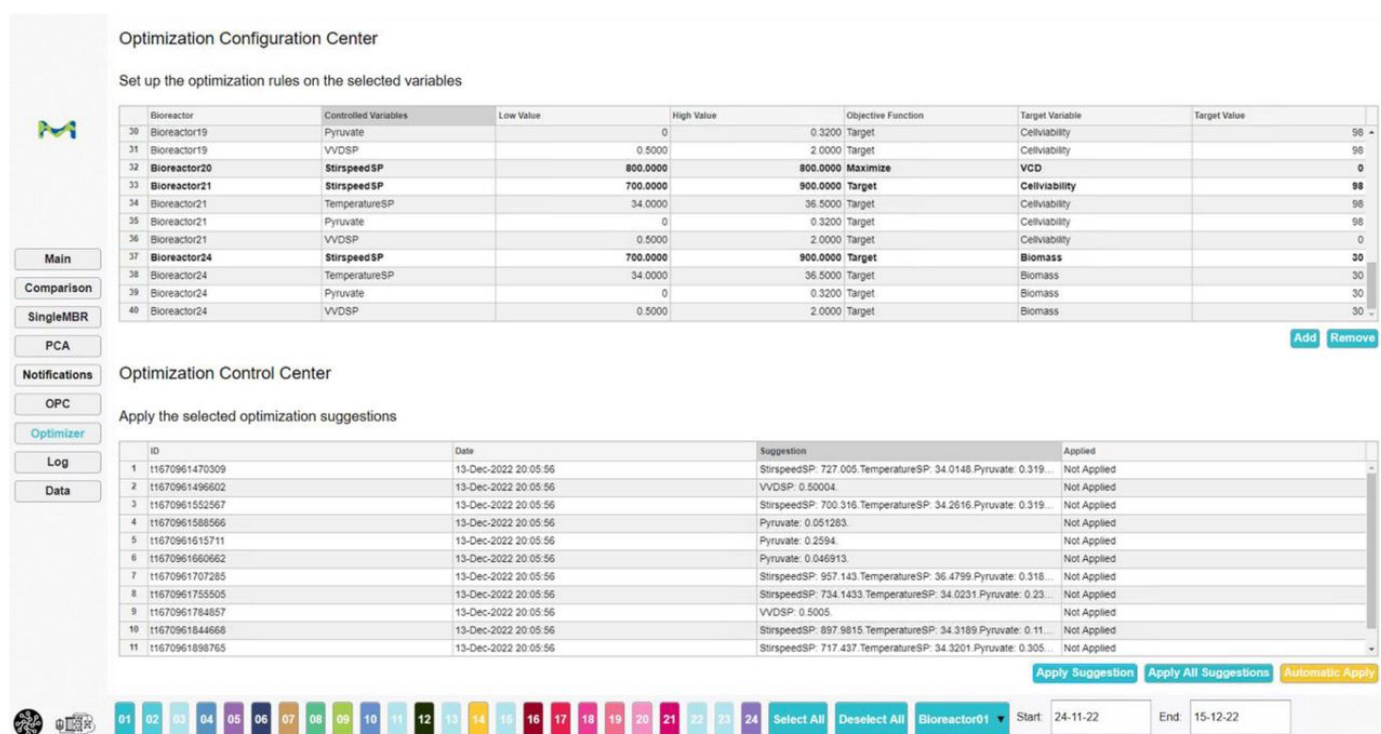 Optimization Configuration Center
Set up the optimization rules on the selected variables
Bioreactor Controlled Variables Low Value High Value Objective Function Target Variable Target Value
30 Bioreactor19 Pyruvate 0 0.3200 Target Cellviability 98
31 Bioreactor19 VVDSP 0.5000 2.0000 Target Cellviability 98
32 Bioreactor20 StirspeedSP 800.0000 800.0000 Maximize VCD 0
33 Bioreactor21 StirspeedSP 700.0000 900.0000 Target Cellviability 98
34 Bioreactor21 TemperatureSP 34.0000 36.5000 Target Cellviability 98
35 Bioreactor21 Pyruvate 0 0.3200 Target Cellviability 98
36 Bioreactor21 VVDSP 0.5000 2.0000 Target Cellviability 0
37 Bioreactor24 StirspeedSP 700.0000 900.0000 Target Biomass 30
38 Bioreactor24 TemperatureSP 34.0000 36.5000 Target Biomass 30
39 Bioreactor24 Pyruvate 0 0.3200 Target Biomass 30
40 Bioreactor24 VVDSP 0.5000 2.0000 Target Biomass 30
Add Remove
Main
Comparison
SingleMBR
PCA
Notifications
OPC
Optimizer
Log
Data
Optimization Control Center
Apply the selected optimization suggestions
ID Date Suggestion Applied
1 t1670961470309 13-Dec-2022 20:05:56 StirspeedSP: 727.005.TemperatureSP: 34.0148.Pyruvate: 0.319... Not Applied
2 t1670961496602 13-Dec-2022 20:05:56 VVDSP: 0.50004. Not Applied
3 t1670961552567 13-Dec-2022 20:05:56 StirspeedSP: 700.316.TemperatureSP: 34.2616.Pyruvate: 0.319... Not Applied
4 t1670961588566 13-Dec-2022 20:05:56 Pyruvate: 0.051283. Not Applied
5 t1670961615711 13-Dec-2022 20:05:56 Pyruvate: 0.2594. Not Applied
6 t1670961660662 13-Dec-2022 20:05:56 Pyruvate: 0.046913. Not Applied
7 t1670961707285 13-Dec-2022 20:05:56 StirspeedSP: 957.143.TemperatureSP: 36.4799.Pyruvate: 0.318... Not Applied
8 t1670961755505 13-Dec-2022 20:05:56 StirspeedSP: 734.1433.TemperatureSP: 34.0231.Pyruvate: 0.23... Not Applied
9 t1670961784857 13-Dec-2022 20:05:56 VVDSP: 0.5005. Not Applied
10 t1670961844668 13-Dec-2022 20:05:56 StirspeedSP: 897.9815.TemperatureSP: 34.3189.Pyruvate: 0.11... Not Applied
11 t1670961898765 13-Dec-2022 20:05:56 StirspeedSP: 717.437.TemperatureSP: 34.3201.Pyruvate: 0.305... Not Applied
Apply Suggestion Apply All Suggestions Automatic Apply
01 02 03 04 05 06 07 08 09 10 11 12 13 14 15 16 17 18 19 20 21 22 23 24 Select All Deselect All Bioreactor01 Start: 24-11-22 End: 15-12-22